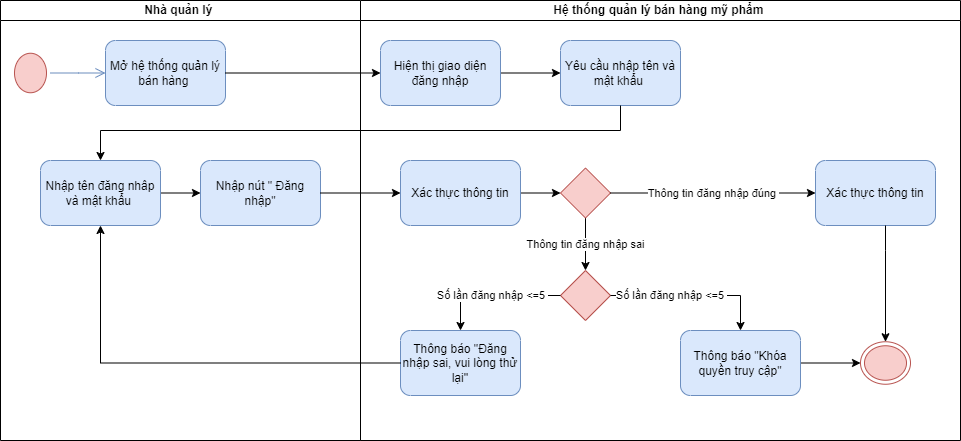 Nhà quản lý
Hệ thống quản lý bán hàng mỹ phẩm
Mở hệ thống quản lý
bán hàng
Hiện thị giao diện
đăng nhập
Yêu cầu nhập tên và
mật khẩu
Nhập tên đăng nhâp
và mật khẩu
Nhập nút " Đăng
nhập"
Xác thực thông tin
Thông tin đăng nhập đúng
Xác thực thông tin
Thông tin đăng nhập sai
Số lần đăng nhập <=5
Số lần đăng nhập <=5
Thông báo "Đăng
nhập sai, vui lòng thử
lại"
Thông báo "Khóa
quyền truy cập"